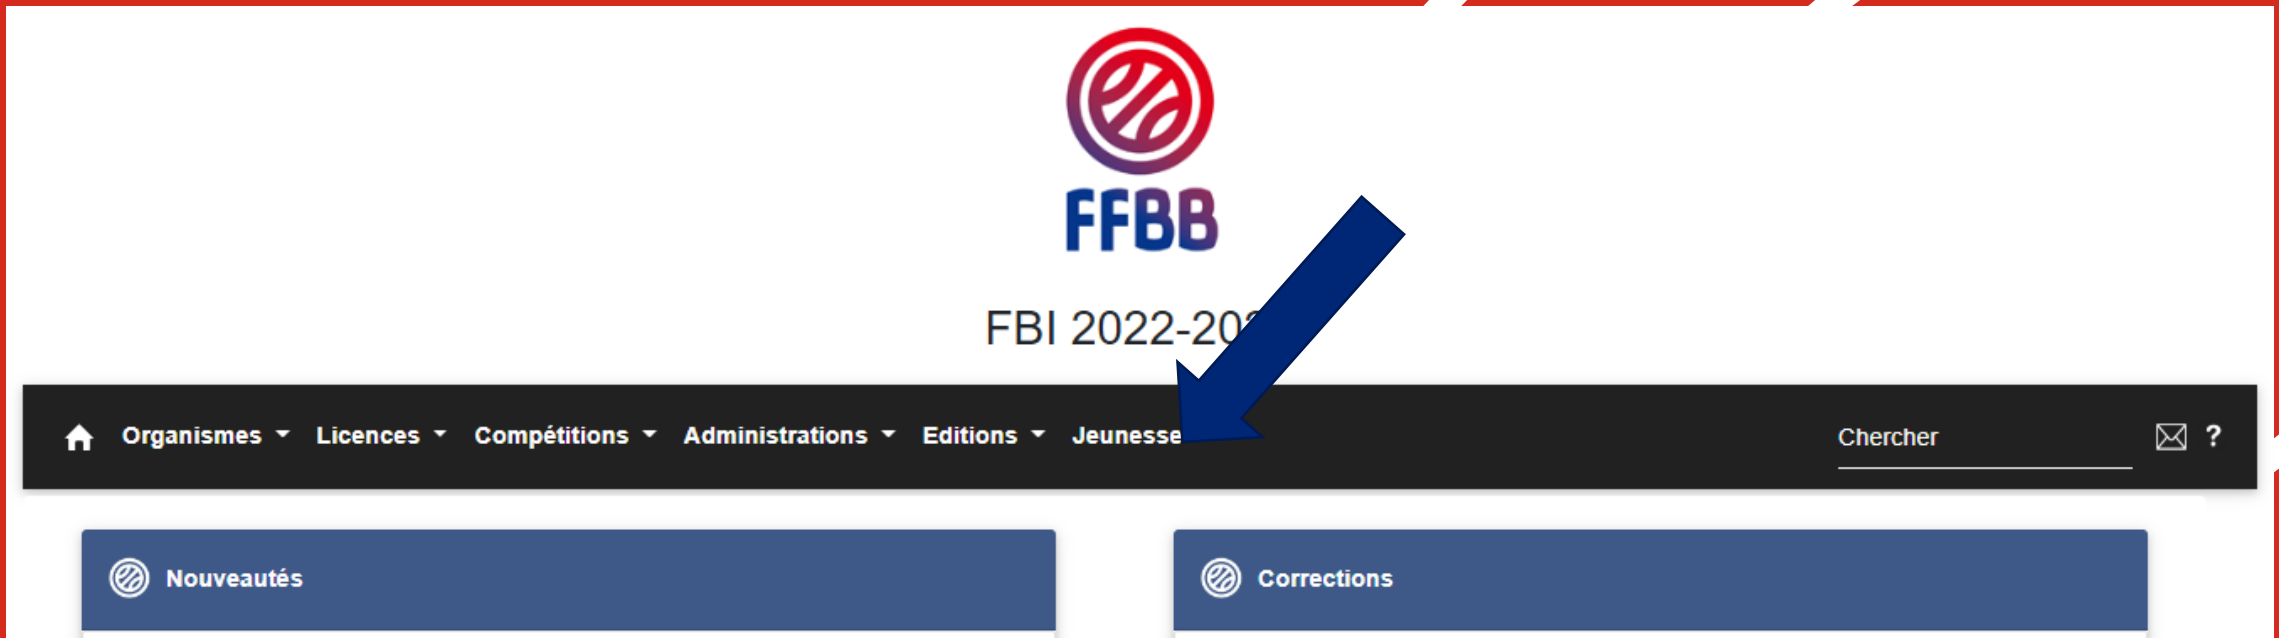 FFBB
FBI 2022-20
Organismes Licences Compétitions Administrations Editions Jeunesse Chercher ?
Nouveautés Corrections